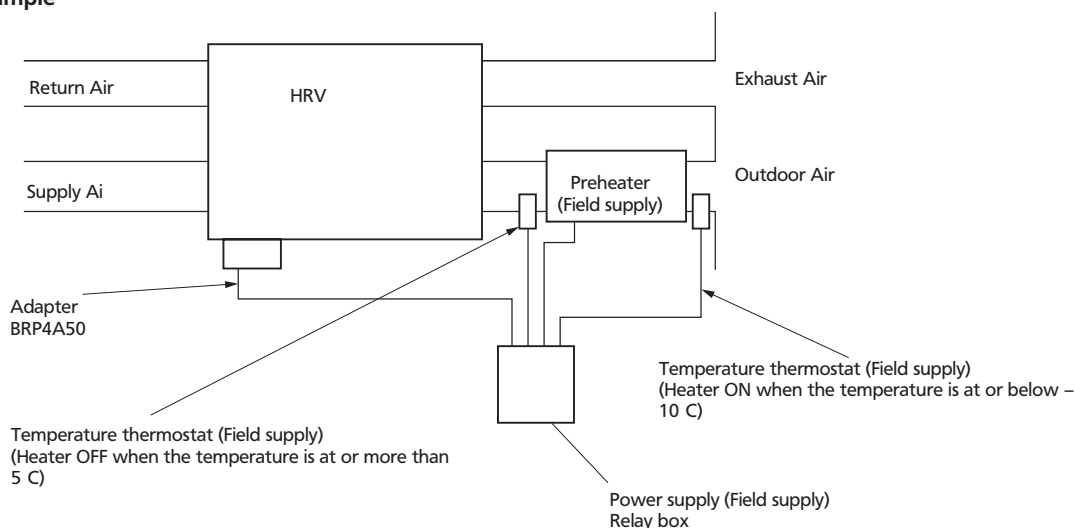 Return Air
HRV
Exhaust Air
Supply Ai
Preheater
(Field supply)
Outdoor Air
Adapter
BRP4A50
Temperature thermostat (Field supply)
(Heater ON when the temperature is at or below –
10 C)
Temperature thermostat (Field supply)
(Heater OFF when the temperature is at or more than
5 C)
Power supply (Field supply)
Relay box